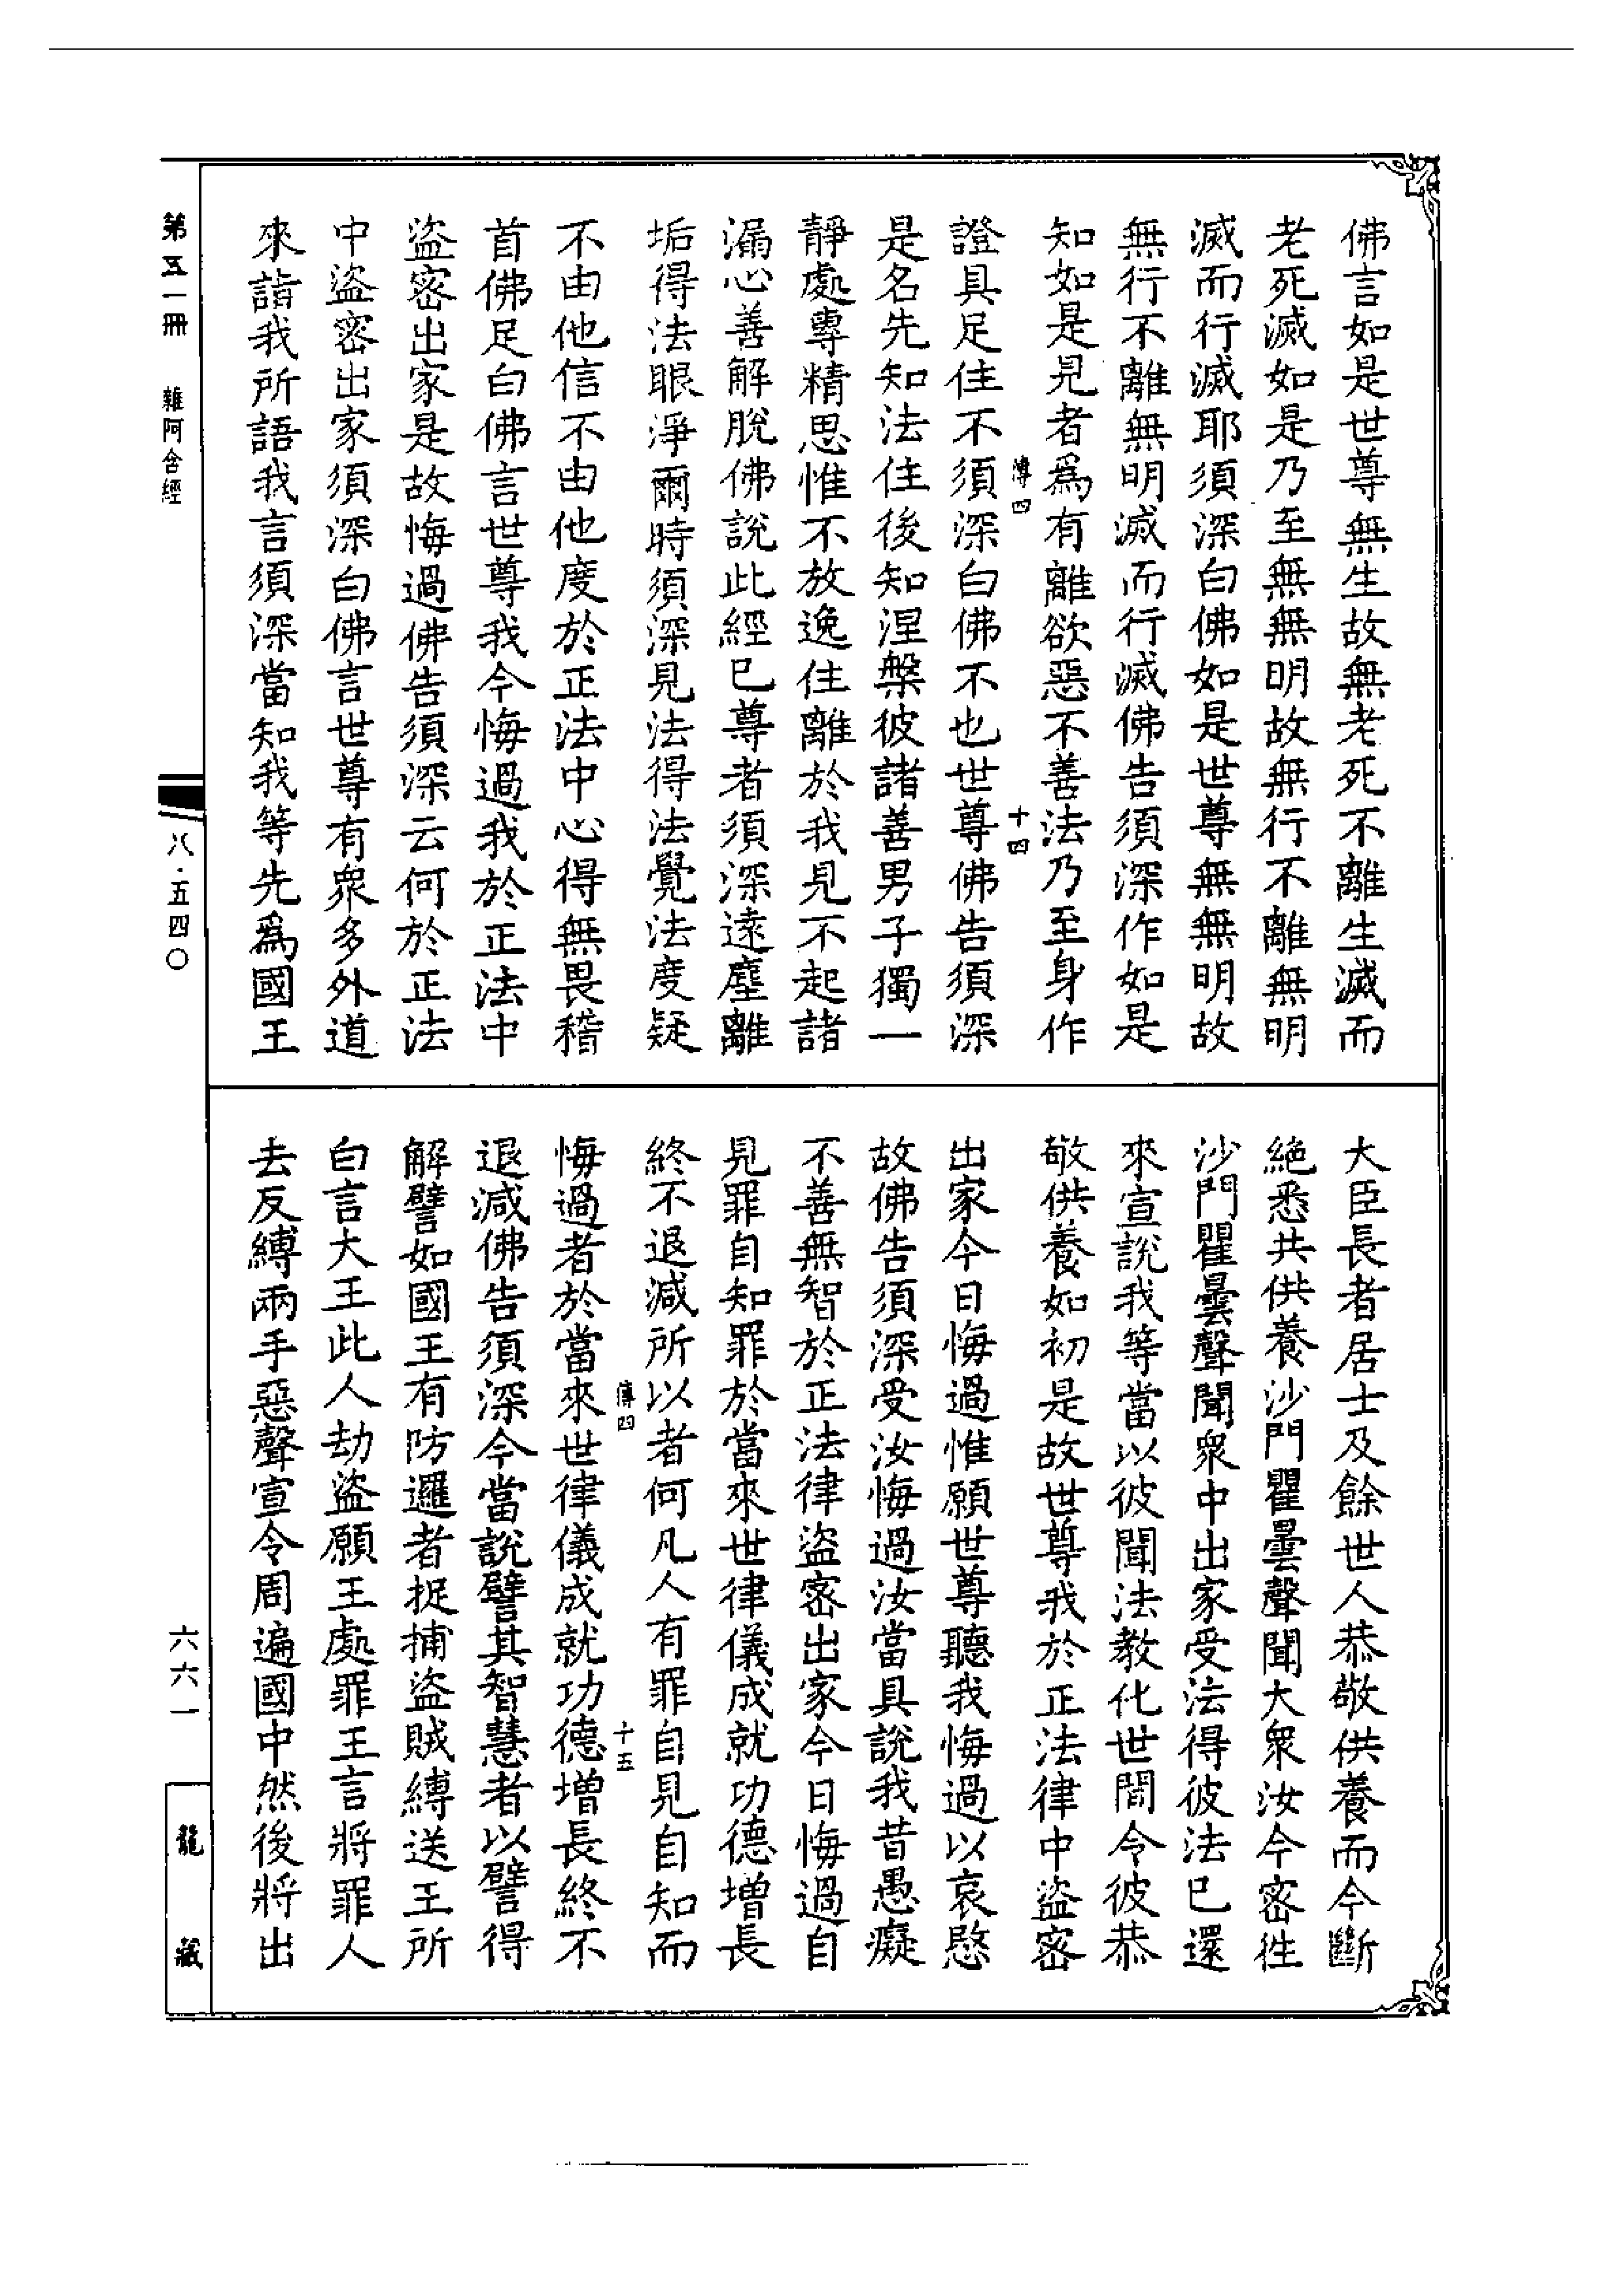 佛言如是世尊無生故無老死不離生滅而
老死滅如是乃至無無明故無行不離無明
滅而行滅耶須深白佛如是世尊無無明故
無行不離無明滅而行滅佛告須深作如是
知如是見者為有離欲惡不善法乃至身作
傳四 十四
證具足住不須深白佛不也世尊佛告須深
是名先知法住後知涅槃彼諸善男子獨一
靜處專精思惟不放逸住離於我見不起諸
漏心善解脫佛說此經已尊者須深遠塵離
垢得法眼淨爾時須深見法得法覺法度疑
不由他信不由他度於正法中心得無畏稽
首佛足白佛言世尊我今悔過我於正法中
盜密出家是故悔過佛告須深云何於正法
中盜密出家須深白佛言世尊有眾多外道
來詣我所語我言須深當知我等先為國王
大臣長者居士及餘世人恭敬供養而今斷
絕悉共供養沙門瞿曇聲聞大眾汝今密往
沙門瞿曇聲聞眾中出家受法得彼法已還
來宣說我等當以彼聞法教化世間令彼恭
敬供養如初是故世尊我於正法律中盜密
出家今日悔過惟願世尊聽我悔過以哀愍
故佛告須深受汝悔過汝當具說我昔愚癡
不善無智於正法律盜密出家今日悔過自
見罪自知罪於當來世律儀成就功德增長
終不退減所以者何凡人有罪自見自知而
傳四 十五
悔過者於當來世律儀成就功德增長終不
退減佛告須深今當說譬其智慧者以譬得
解譬如國王有防邏者捉捕盜賊縛送王所
白言大王此人劫盜願王處罪王言將罪人
去反縛兩手惡聲宣令周遍國中然後將出
第五一冊 雜阿含經
八·五四〇
六六一
龍藏